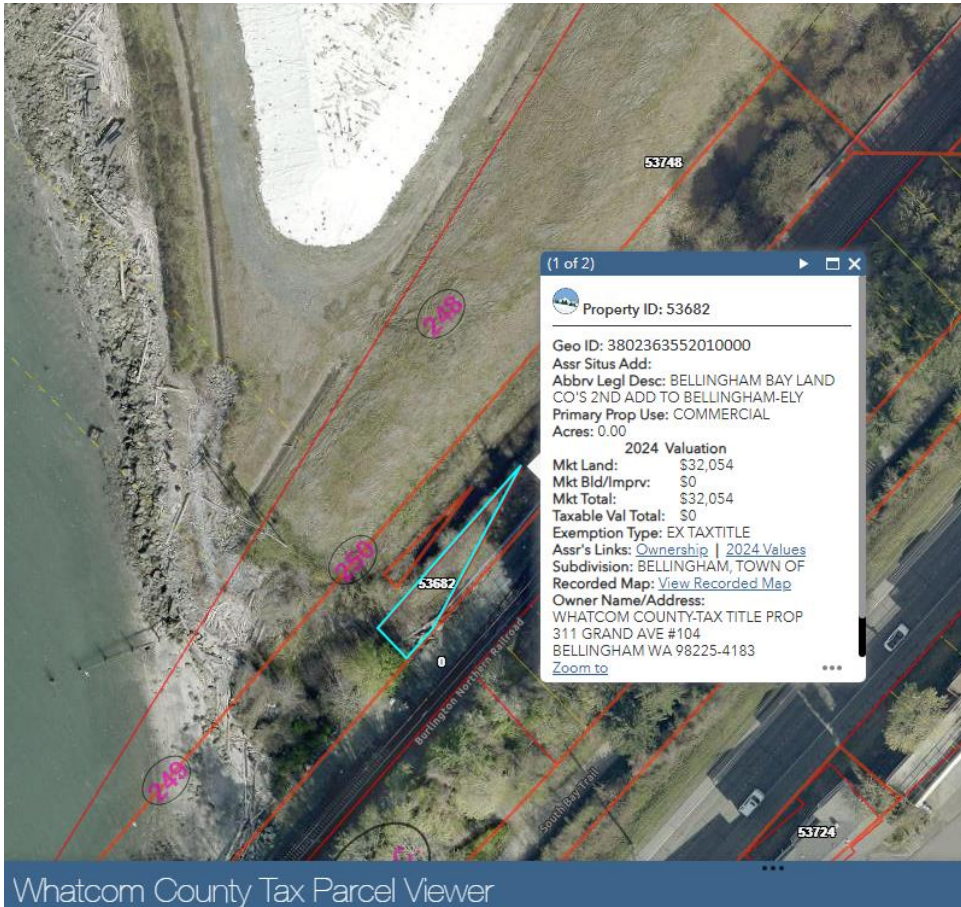 53748
(1 of 2)
Property ID: 53682
Geo ID: 3802363552010000
Assr Situs Add:
Abbrv Legl Desc: BELLINGHAM BAY LAND
CO'S 2ND ADD TO BELLINGHAM-ELY
Primary Prop Use: COMMERCIAL
Acres: 0.00
2024 Valuation
Mkt Land: $32,054
Mkt Bld/Imprv: $0
Mkt Total: $32,054
Taxable Val Total: $0
Exemption Type: EX TAXTITLE
Assr's Links: Ownership | 2024 Values
Subdivision: BELLINGHAM, TOWN OF
Recorded Map: View Recorded Map
Owner Name/Address:
WHATCOM COUNTY-TAX TITLE PROP
311 GRAND AVE #104
BELLINGHAM WA 98225-4183
Zoom to
248
250
53682
0
Burlington Northern Railroad
249
South Bay Trail
53724
Whatcom County Tax Parcel Viewer